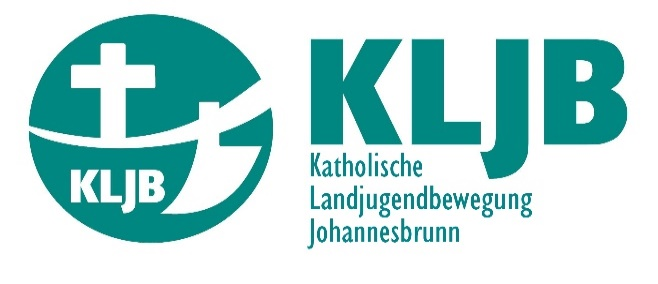 KLJB
KLJB
Katholische
Landjugendbewegung
Johannesbrunn